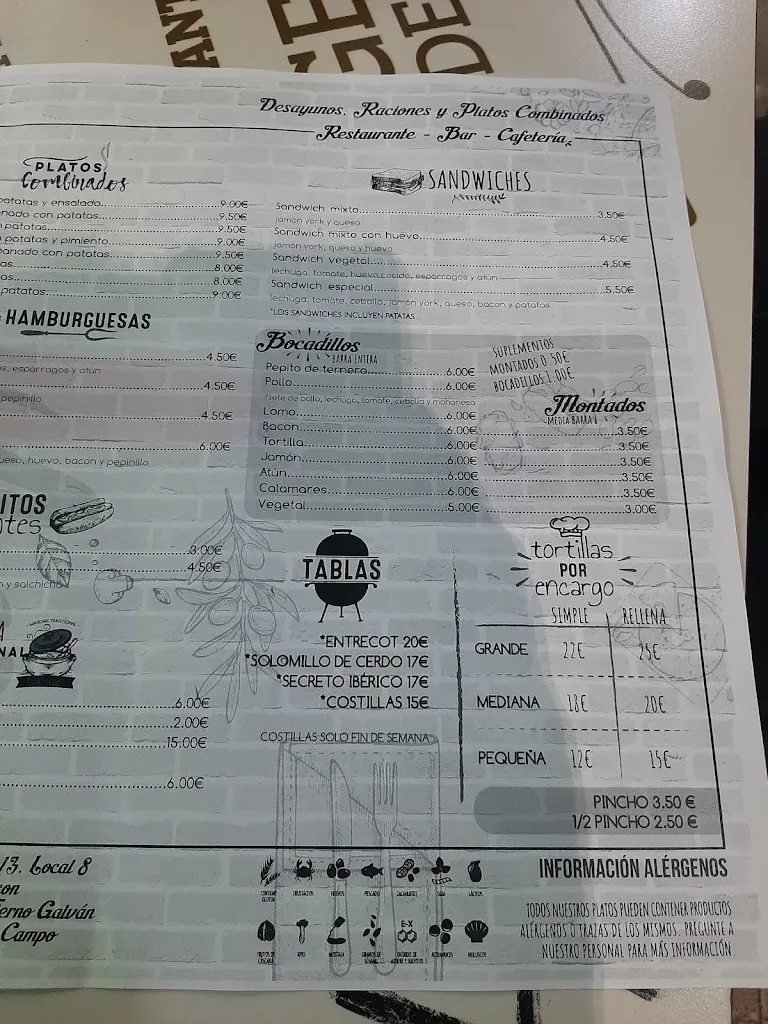 Desayunos, Raciones y Platos Combinados
Restaurante - Bar - Cafetería
PLATOS
Combinados
patatas y ensalada 9.00€
con patatas 9.50€
patatas 9.50€
patatas y pimiento 9.00€
con patatas 9.50€
8.00€
8.00€
patatas 9.00€
HAMBURGUESAS
4.50€
espárragos y atún
4.50€
pepinillo
4.50€
6.00€
huevo, bacon y pepinillo
3.00€
4.50€
y salchicha
6.00€
2.00€
15.00€
6.00€
Local 8
Galván
Campo
SANDWICHES
Sandwich mixto 3.50€
jamón york y queso
Sandwich mixto con huevo 4.50€
jamón york, queso y huevo
Sandwich vegetal 4.50€
lechuga, tomate, huevo cocido, espárragos y atún
Sandwich especial 5.50€
lechuga, tomate, cebolla, jamón york, queso, bacon y patatas
*LOS SANDWICHES INCLUYEN PATATAS
Bocadillos
BARRA ENTERA
SUPLEMENTOS
MONTADOS 0.50€
BOCADILLOS 1.00€
Montados
MEDIA BARRA
Pepito de ternera 6.00€
Pollo 6.00€
filete de pollo, lechuga, tomate, cebolla y mahonesa
Lomo 6.00€ 3.50€
Bacon 6.00€ 3.50€
Tortilla 6.00€ 3.50€
Jamón 6.00€ 3.50€
Atún 6.00€ 3.50€
Calamares 6.00€
Vegetal 5.00€ 3.00€
TABLAS
*ENTRECOT 20€
*SOLOMILLO DE CERDO 17€
*SECRETO IBÉRICO 17€
*COSTILLAS 15€
COSTILLAS SOLO FIN DE SEMANA
tortillas
POR
encargo
SIMPLE RELLENA
GRANDE 22€ 25€
MEDIANA 18€ 20€
PEQUEÑA 12€ 15€
PINCHO 3.50 €
1/2 PINCHO 2.50 €
INFORMACIÓN ALÉRGENOS
TODOS NUESTROS PLATOS PUEDEN CONTENER PRODUCTOS
ALÉRGENOS O TRAZAS DE LOS MISMOS. PREGUNTE A
NUESTRO PERSONAL PARA MÁS INFORMACIÓN.